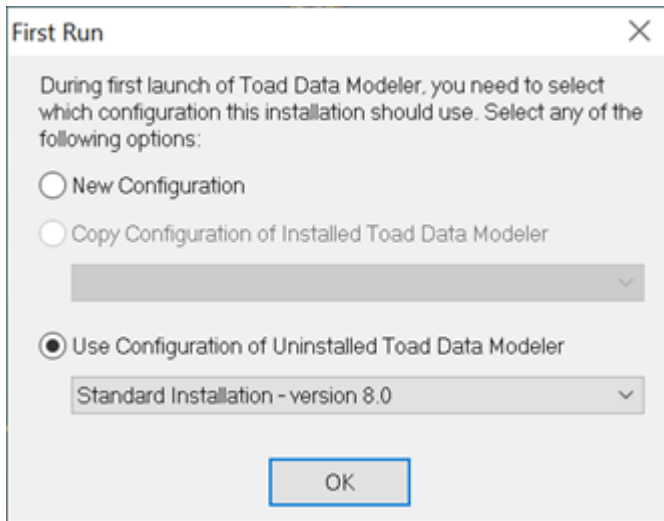 First Run
During first launch of Toad Data Modeler, you need to select
which configuration this installation should use. Select any of the
following options:
New Configuration
Copy Configuration of Installed Toad Data Modeler
Use Configuration of Uninstalled Toad Data Modeler
Standard Installation - version 8.0
OK